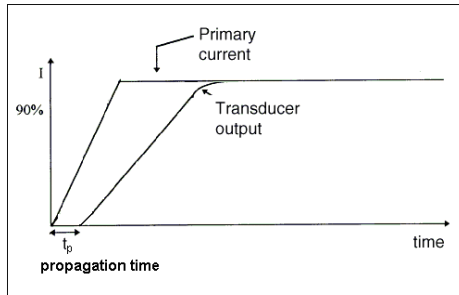 Primary
current
I
90%
Transducer
output
tp
time
propagation time